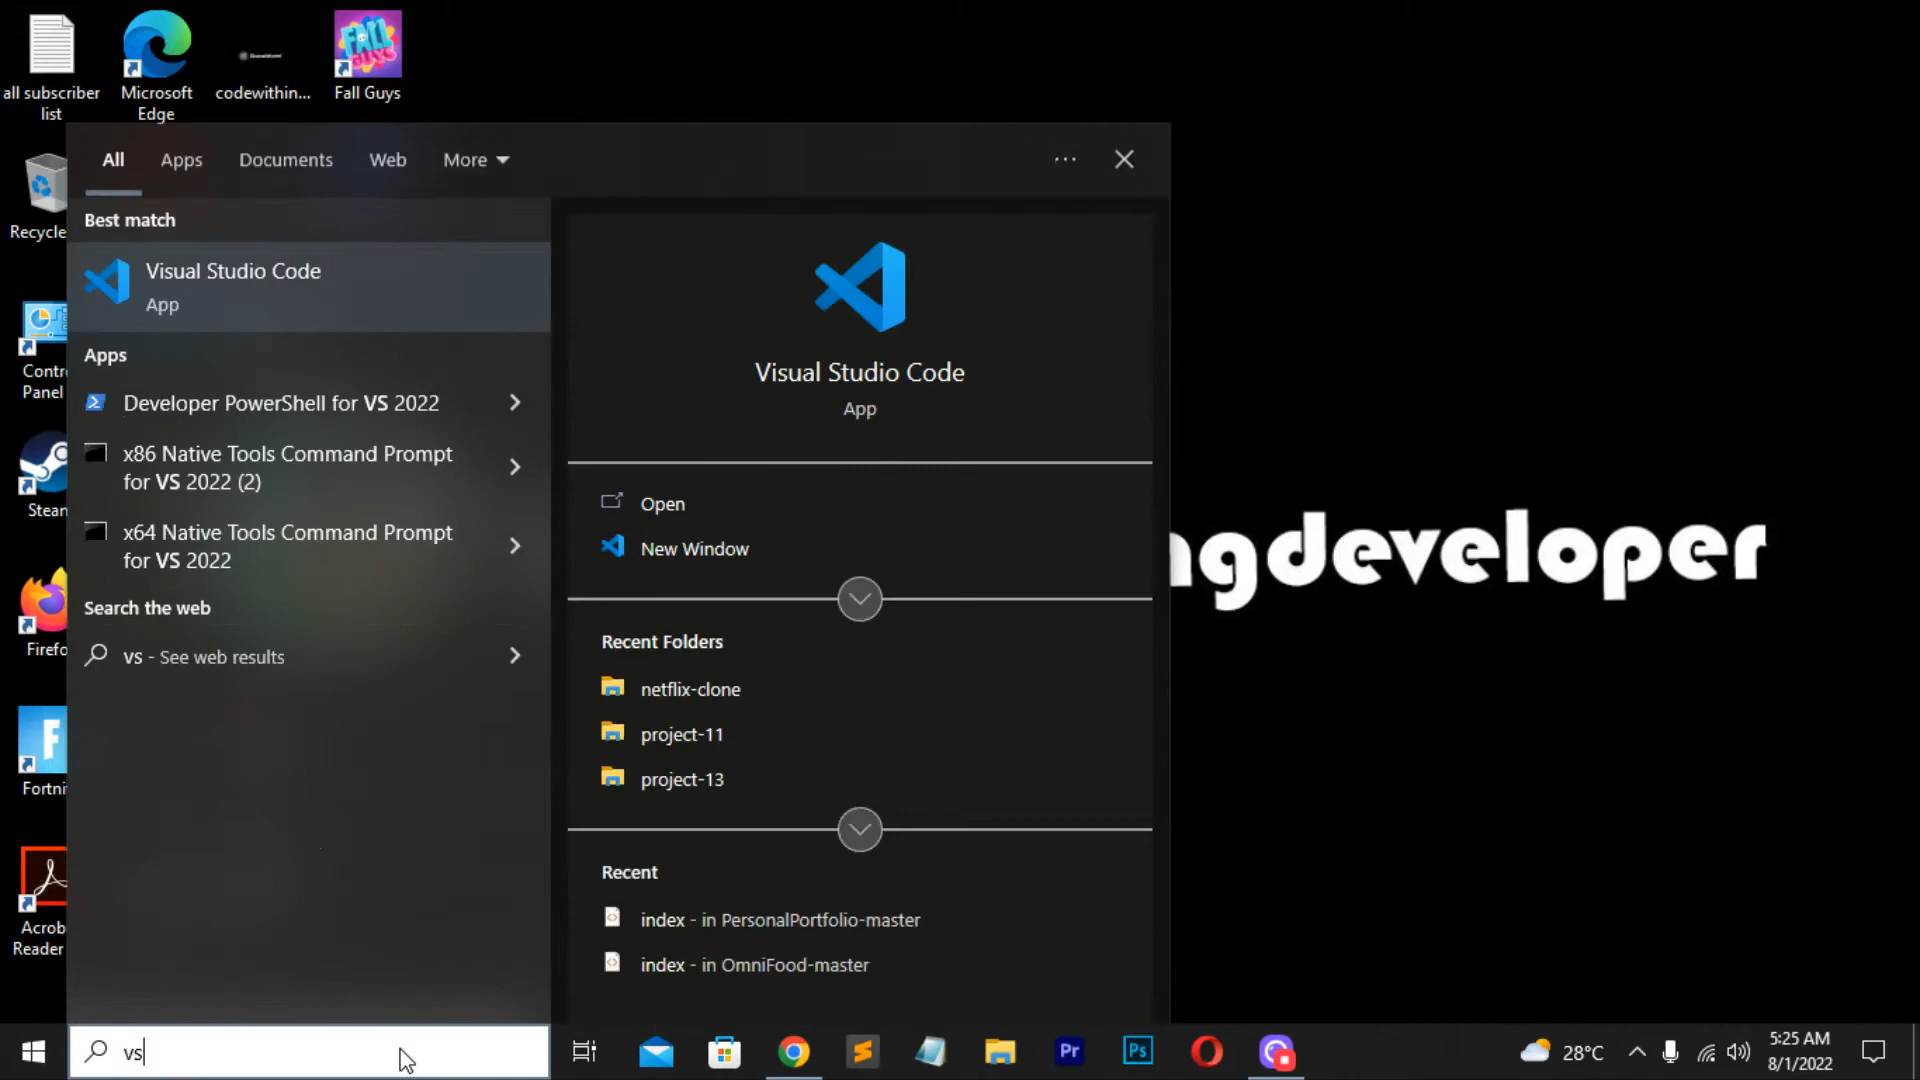 all subscriber
list
Microsoft
Edge
codewithin...
Fall Guys
Recycle
Contr
Panel
Steam
Firefo
Fortni
Acrob
Reader
All
Apps
Documents
Web
More
Best match
Visual Studio Code
App
Apps
Developer PowerShell for VS 2022
x86 Native Tools Command Prompt
for VS 2022 (2)
x64 Native Tools Command Prompt
for VS 2022
Search the web
vs - See web results
Visual Studio Code
App
Open
New Window
Recent Folders
netflix-clone
project-11
project-13
Recent
index - in PersonalPortfolio-master
index - in OmniFood-master
ngdeveloper
vs
Pr
Ps
28°C
5:25 AM
8/1/2022